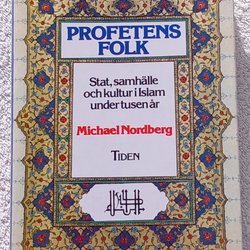 PROFETENS
FOLK
Stat, samhälle
och kultur i Islam
under tusen år
Michael Nordberg
TIDEN